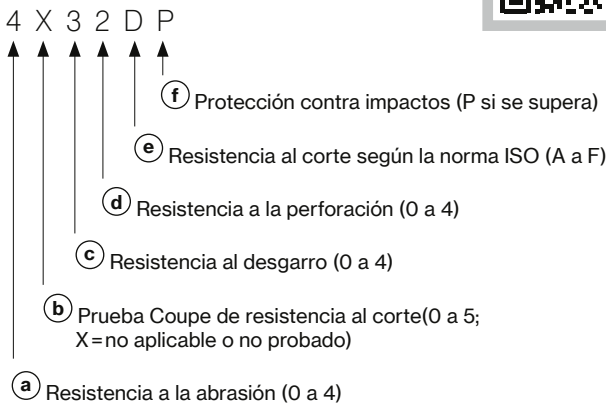 4 X 3 2 D P
f Protección contra impactos (P si se supera)
e Resistencia al corte según la norma ISO (A a F)
d Resistencia a la perforación (0 a 4)
c Resistencia al desgarro (0 a 4)
b Prueba Coupe de resistencia al corte(0 a 5;
X=no aplicable o no probado)
a Resistencia a la abrasión (0 a 4)